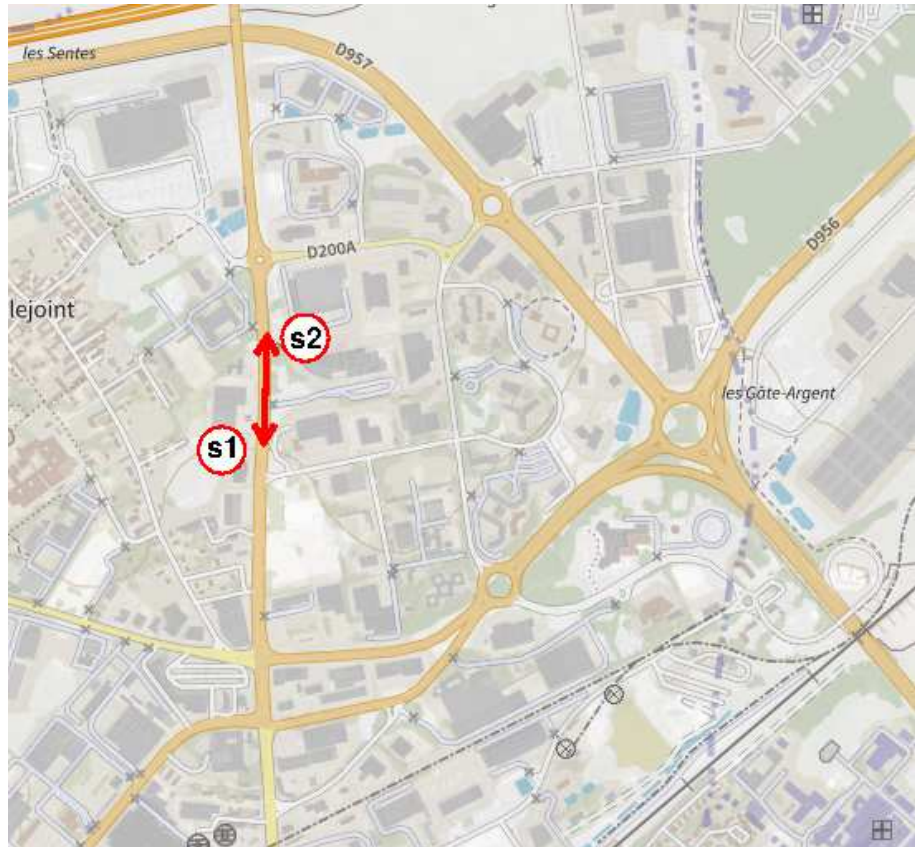 les Sentes
D957
D200A
D956
lejoint
s2
les Gâte-Argent
s1